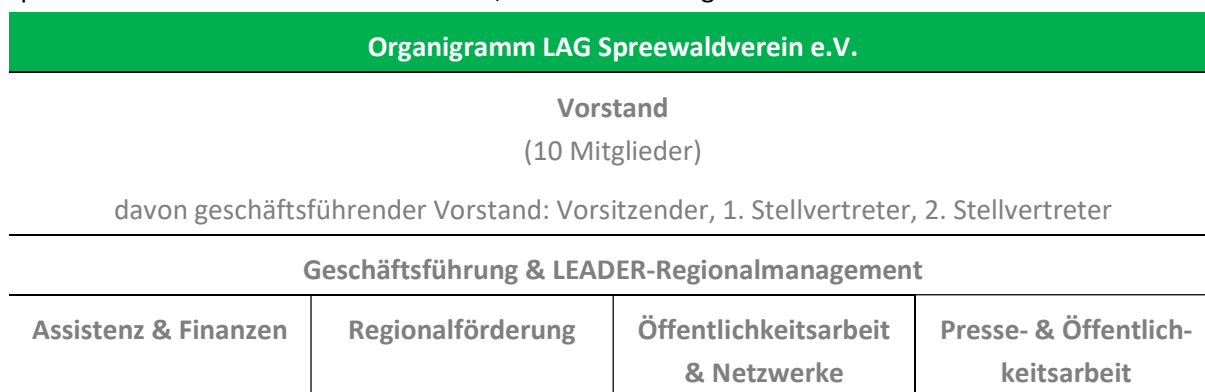 Organigramm LAG Spreewaldverein e.V.
Vorstand
(10 Mitglieder)
davon geschäftsführender Vorstand: Vorsitzender, 1. Stellvertreter, 2. Stellvertreter
Geschäftsführung & LEADER-Regionalmanagement
Assistenz & Finanzen
Regionalförderung
Öffentlichkeitsarbeit
& Netzwerke
Presse- & Öffentlich-
keitsarbeit